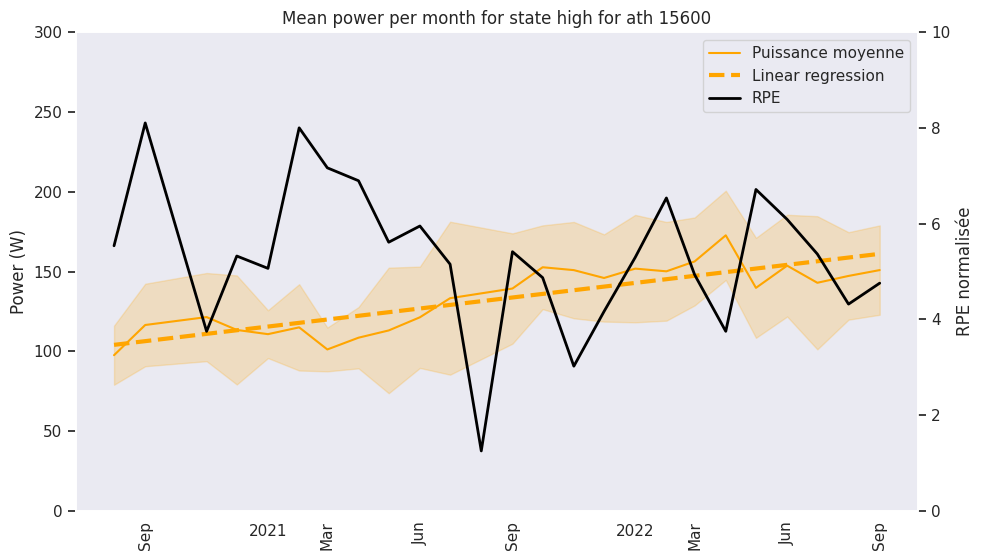 Mean power per month for state high for ath 15600
Puissance moyenne
Linear regression
RPE
300
250
200
150
100
50
0
Power (W)
10
8
6
4
2
0
RPE normalisée
Sep
2021
Mar
Jun
Sep
2022
Mar
Jun
Sep